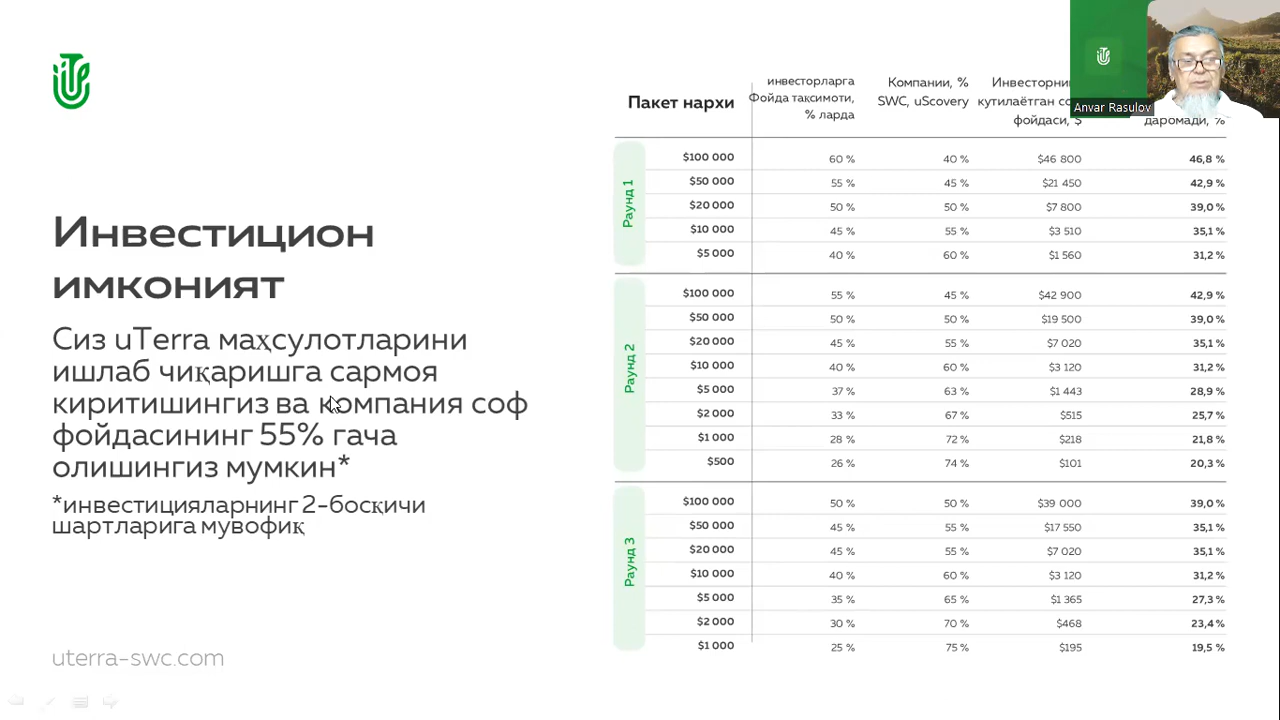 Инвестицион
имконият
Сиз uTerra маҳсулотларини
ишлаб чиқаришга сармоя
киритишингиз ва компания соф
фойдасининг 55% гача
олишингиз мумкин*
*инвестицияларнинг 2-босқичи
шартларига мувофиқ
uterra-swc.com
Anvar Rasulov
Пакет нархи
инвесторларга
Фойда тақсимоти,
% ларда
Компании, %
SWC, uScovery
кутилаётган
фойдаси, $
даромади, %
Раунд 1
$100 000 60 % 40 % $46 800 46,8 %
$50 000 55 % 45 % $21 450 42,9 %
$20 000 50 % 50 % $7 800 39,0 %
$10 000 45 % 55 % $3 510 35,1 %
$5 000 40 % 60 % $1 560 31,2 %
Раунд 2
$100 000 55 % 45 % $42 900 42,9 %
$50 000 50 % 50 % $19 500 39,0 %
$20 000 45 % 55 % $7 020 35,1 %
$10 000 40 % 60 % $3 120 31,2 %
$5 000 37 % 63 % $1 443 28,9 %
$2 000 33 % 67 % $515 25,7 %
$1 000 28 % 72 % $218 21,8 %
$500 26 % 74 % $101 20,3 %
Раунд 3
$100 000 50 % 50 % $39 000 39,0 %
$50 000 45 % 55 % $17 550 35,1 %
$20 000 45 % 55 % $7 020 35,1 %
$10 000 40 % 60 % $3 120 31,2 %
$5 000 35 % 65 % $1 365 27,3 %
$2 000 30 % 70 % $468 23,4 %
$1 000 25 % 75 % $195 19,5 %